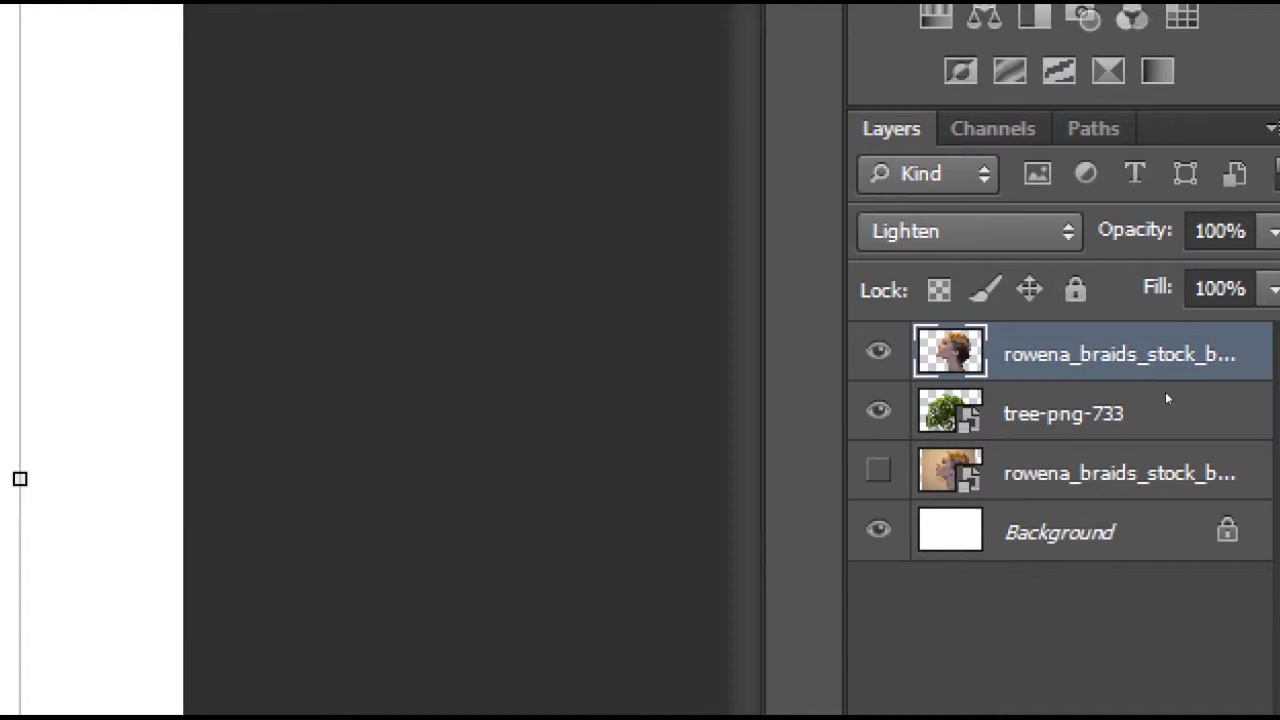 Layers Channels Paths
Kind
Lighten Opacity: 100%
Lock: Fill: 100%
rowena_braids_stock_b...
tree-png-733
rowena_braids_stock_b...
Background